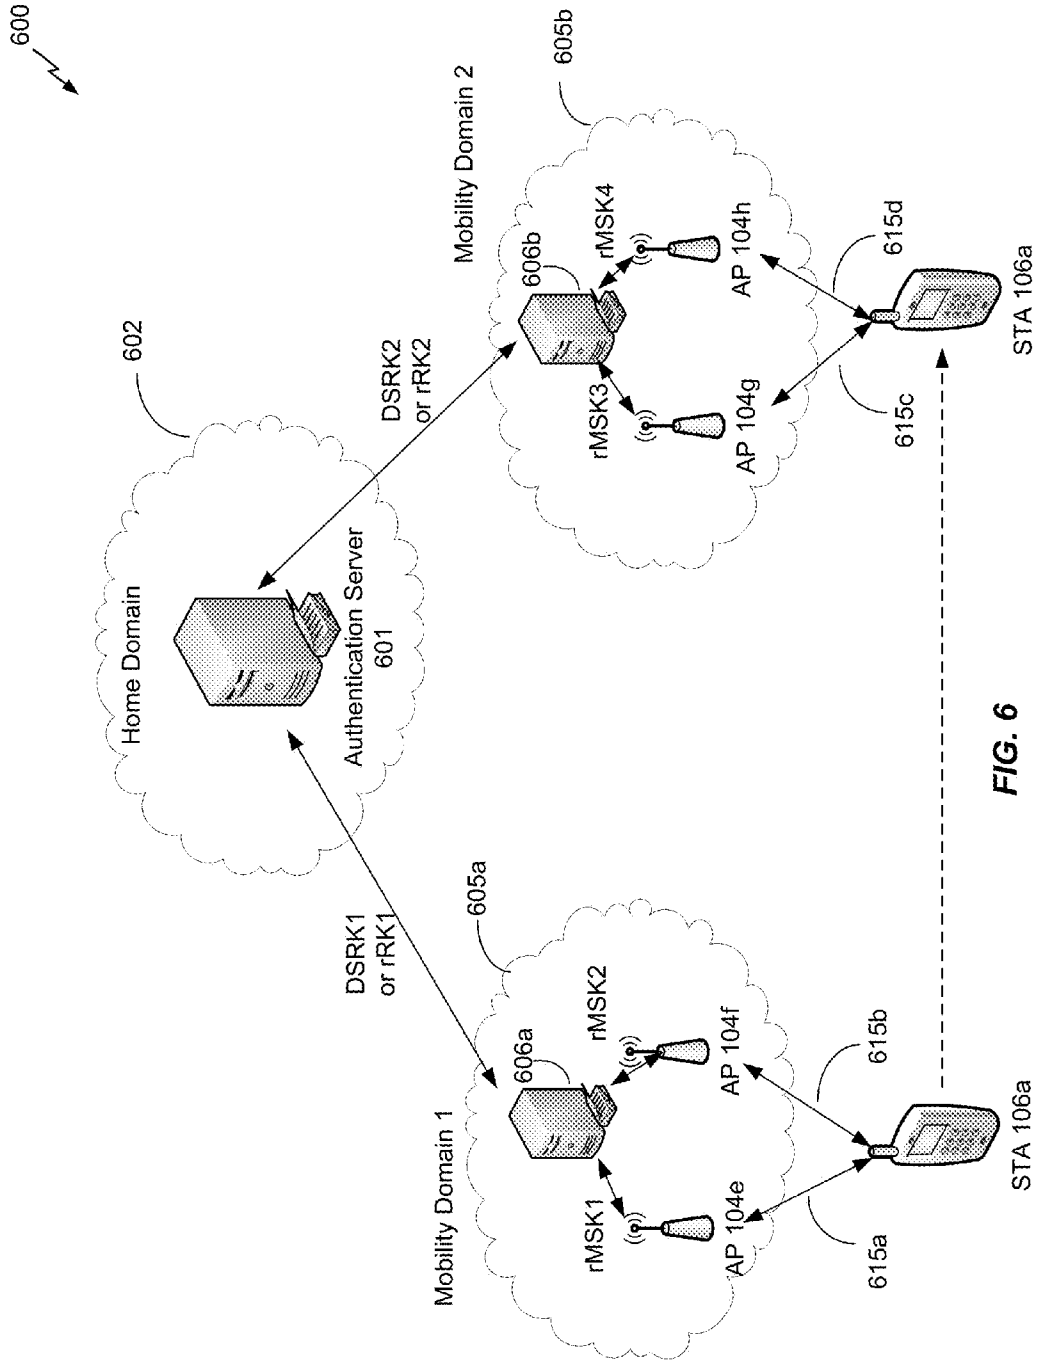 600
Home Domain
602
Authentication Server
601
DSRK1
or rRK1
DSRK2
or rRK2
Mobility Domain 1
605a
606a
rMSK1
rMSK2
AP 104e
AP 104f
615a
615b
STA 106a
Mobility Domain 2
605b
606b
rMSK3
rMSK4
AP 104g
AP 104h
615c
615d
STA 106a
FIG. 6